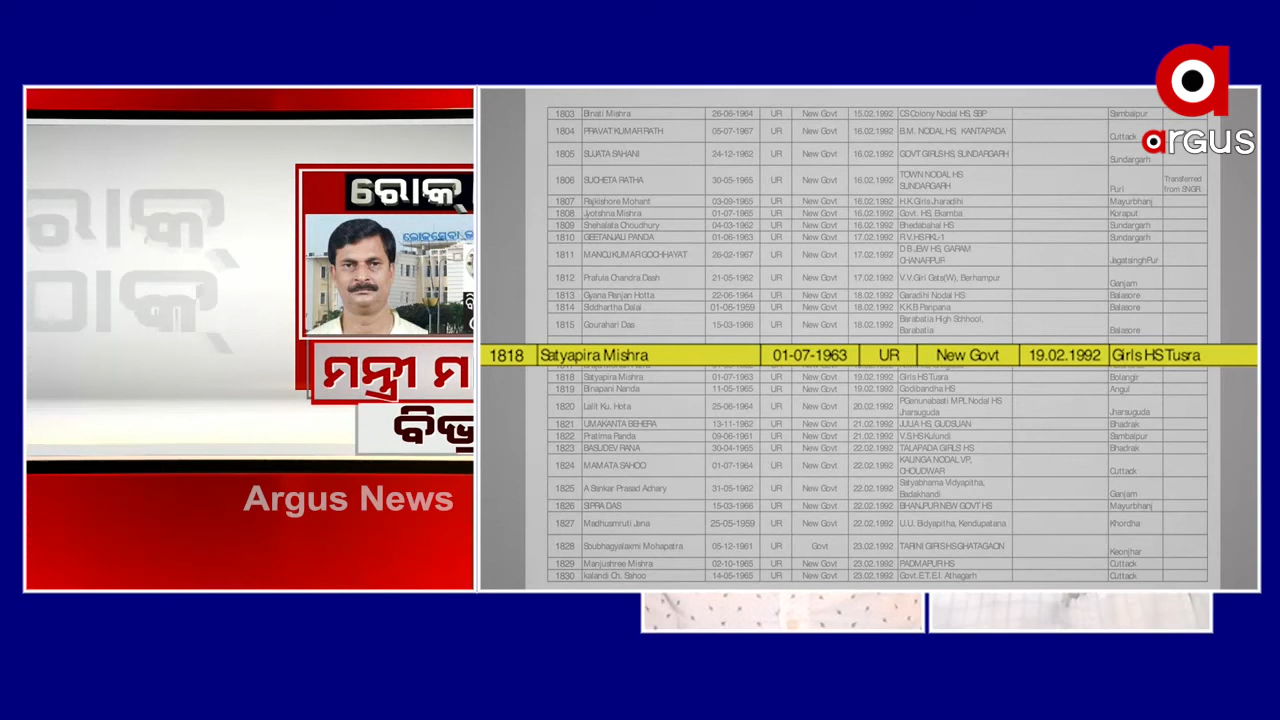 argus
ରୋକ୍
ଠୋକ୍
ରୋକ୍
ଲୋକସେବା
ମନ୍ତ୍ରୀ ମ
ବିଭ
Argus News
1803 Binati Mishra 26-06-1964 UR New Govt 15.02.1992 CS Colony Nodal HS, SBP Sambalpur
1804 PRAVAT KUMAR RATH 05-07-1967 UR New Govt 16.02.1992 B.M. NODAL HS, KANTAPADA Cuttack
1805 SUJATA SAHANI 24-12-1962 UR New Govt 16.02.1992 GOVT GIRLS HS, SUNDARGARH Sundargarh
1806 SUCHETA RATHA 30-05-1965 UR New Govt 16.02.1992 TOWN NODAL HS SUNDARGARH Puri Transferred from SNGR
1807 Rajkishore Mohant 03-09-1965 UR New Govt 16.02.1992 H.K Girls Jharadihi Mayurbhanj
1808 Jyotshna Mishra 01-07-1965 UR New Govt 16.02.1992 Govt. HS, Ekamba Koraput
1809 Snehalata Choudhury 04-03-1962 UR New Govt 16.02.1992 Bhedabahal HS Sundargarh
1810 GEETANJALI PANDA 01-06-1963 UR New Govt 17.02.1992 R.V.HS RKL-1 Sundargarh
1811 MANOJ KUMAR GOCHHAYAT 26-02-1967 UR New Govt 17.02.1992 D B JEW HS, GARAM CHANARPUR JagatsinghPur
1812 Prafula Chandra Dash 21-05-1962 UR New Govt 17.02.1992 V.V.Giri Gats(W), Berhampur Ganjam
1813 Gyana Ranjan Hotta 22-06-1964 UR New Govt 18.02.1992 Garadihi Nodal HS Balasore
1814 Siddhartha Dalai 01-06-1959 UR New Govt 18.02.1992 K.K.B Panpana Balasore
1815 Gourahari Das 15-03-1966 UR New Govt 18.02.1992 Barabatia High Schhool, Barabatia Balasore
1818 Satyapira Mishra 01-07-1963 UR New Govt 19.02.1992 Girls HS Tusra
1818 Satyapira Mishra 01-07-1963 UR New Govt 19.02.1992 Girls HS Tusra Bolangir
1819 Binapani Nanda 11-05-1965 UR New Govt 19.02.1992 Godibandha HS Angul
1820 Lalit Ku. Hota 25-06-1964 UR New Govt 20.02.1992 PGenunabasti MPL Nodal HS Jharsuguda Jharsuguda
1821 UMAKANTA BEHERA 13-11-1962 UR New Govt 21.02.1992 JULIA HS, GUDSUAN Bhadrak
1822 Pratima Panda 09-06-1961 UR New Govt 21.02.1992 V.S HS Kulundi Sambalpur
1823 BASUDEV RANA 30-04-1965 UR New Govt 22.02.1992 TALAPADA GIRLS' HS Bhadrak
1824 MAMATA SAHOO 01-07-1964 UR New Govt 22.02.1992 KALINGA NODAL VP, CHOUDWAR Cuttack
1825 A Sankar Prasad Achary 31-05-1962 UR New Govt 22.02.1992 Satyabhama Vidyapitha, Badakhandi Ganjam
1826 SIPRA DAS 15-03-1966 UR New Govt 22.02.1992 BHANJPUR NEW GOVT HS Mayurbhanj
1827 Madhusmruti Jena 25-05-1959 UR New Govt 22.02.1992 U.U. Bidyapitha, Kendupatana Khordha
1828 Soubhagyalaxmi Mohapatra 05-12-1961 UR Govt 23.02.1992 TARINI GIRLS HS GHATAGAON Keonjhar
1829 Manjushree Mishra 02-10-1965 UR New Govt 23.02.1992 PADMAPUR HS Cuttack
1830 kalandi Ch. Sahoo 14-05-1965 UR New Govt 23.02.1992 Govt.E.T.E.I. Athagarh Cuttack